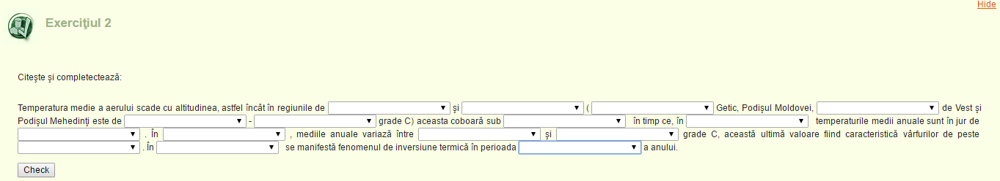 Hide
Exerciţiul 2
Citeşte şi completectează:
Temperatura medie a aerului scade cu altitudinea, astfel încât în regiunile de şi ( Getic, Podişul Moldovei, de Vest şi
Podişul Mehedinţi este de - grade C) aceasta coboară sub în timp ce, în temperaturile medii anuale sunt în jur de
. În , mediile anuale variază între şi grade C, această ultimă valoare fiind caracteristică vârfurilor de peste
. În se manifestă fenomenul de inversiune termică în perioada a anului.
Check